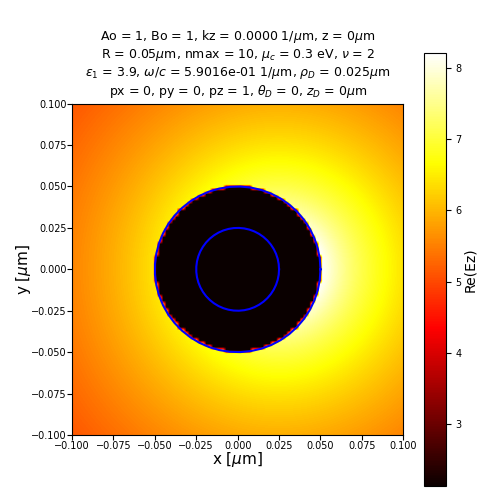 Ao = 1, Bo = 1, kz = 0.0000 1/μm, z = 0μm
R = 0.05μm, nmax = 10, μc = 0.3 eV, ν = 2
ε1 = 3.9, ω/c = 5.9016e-01 1/μm, ρD = 0.025μm
px = 0, py = 0, pz = 1, θD = 0, zD = 0μm
0.100
0.075
0.050
0.025
0.000
−0.025
−0.050
−0.075
−0.100
y [μm]
−0.100 −0.075 −0.050 −0.025 0.000 0.025 0.050 0.075 0.100
x [μm]
8
7
6
5
4
3
Re(Ez)